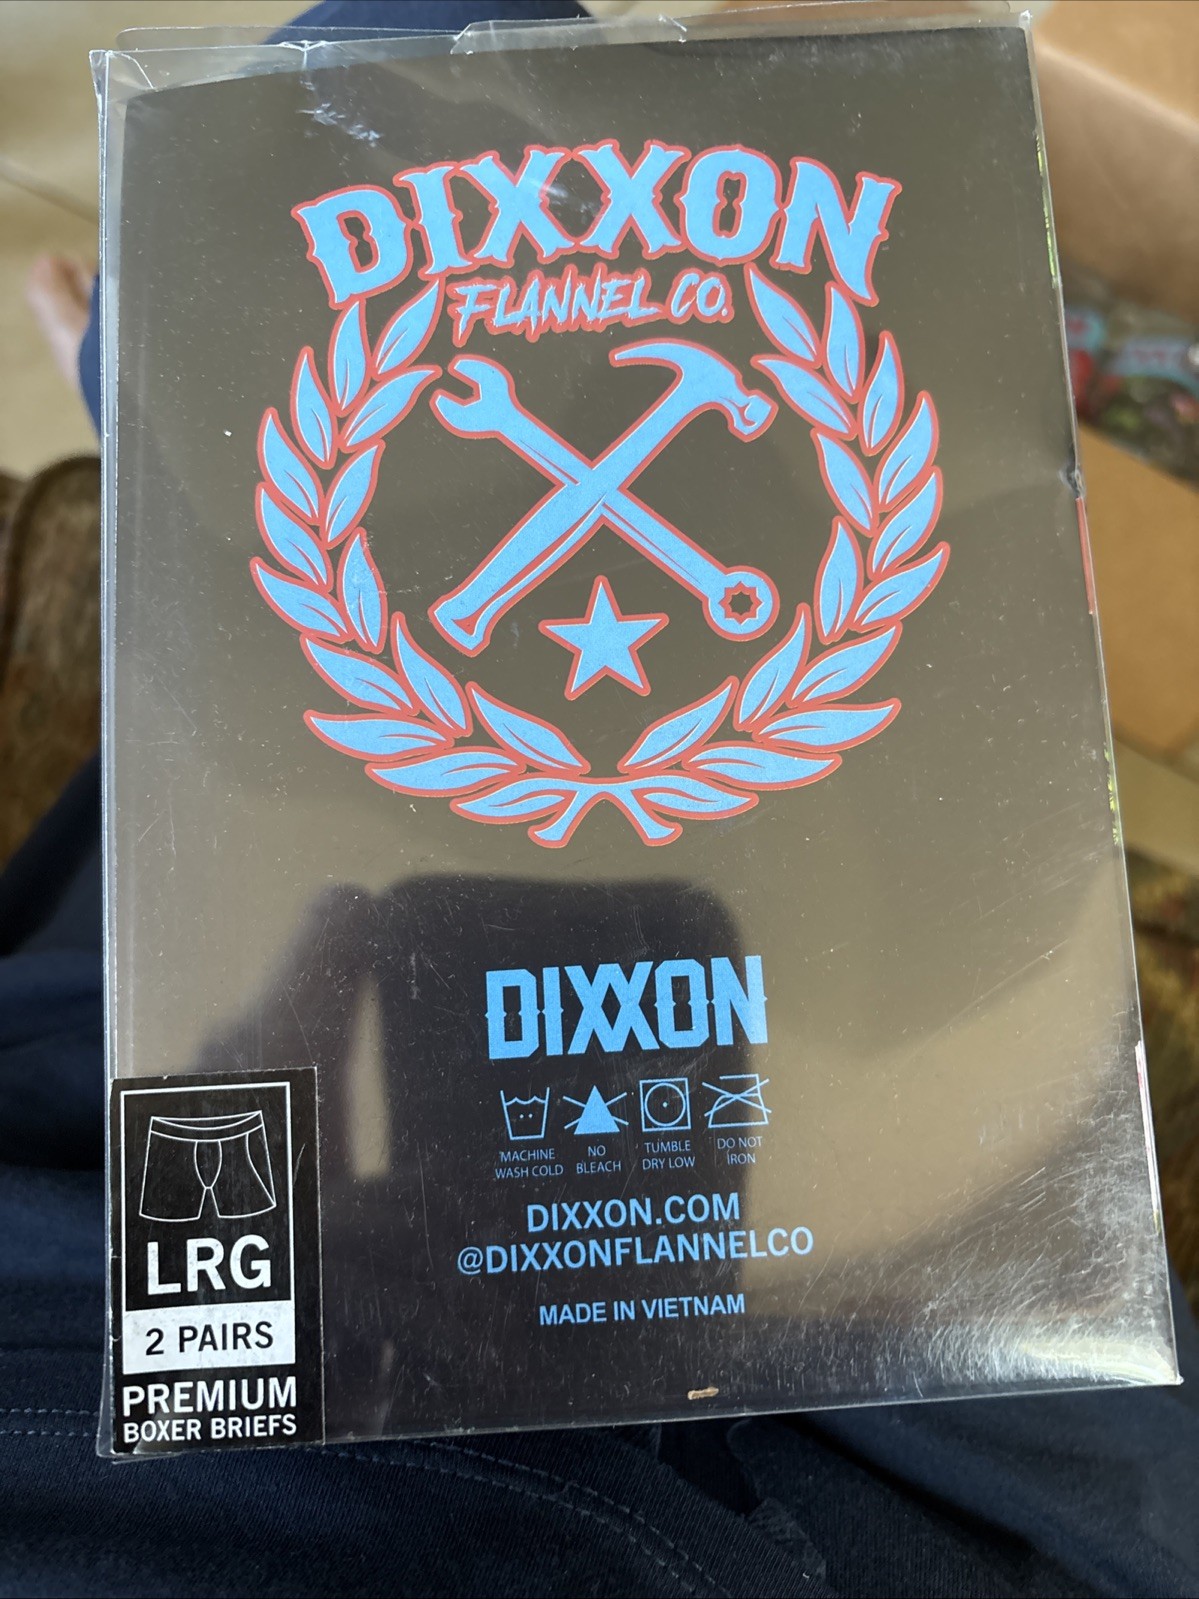 DIXXON
FLANNEL CO.
DIXXON
MACHINE
WASH COLD
NO
BLEACH
TUMBLE
DRY LOW
DO NOT
IRON
DIXXON.COM
@DIXXONFLANNELCO
MADE IN VIETNAM
LRG
2 PAIRS
PREMIUM
BOXER BRIEFS